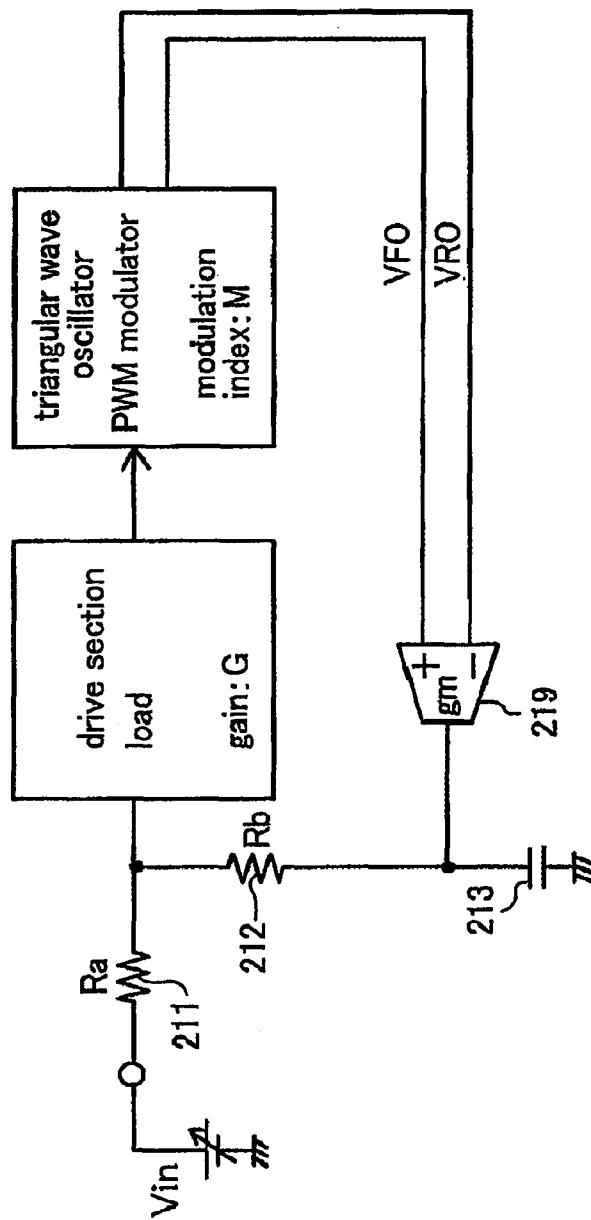 Vin
Ra
211
Rb
212
213
drive section
load
gain: G
triangular wave
oscillator
PWM modulator
modulation
index: M
VFO
VRO
+
gm
−
219